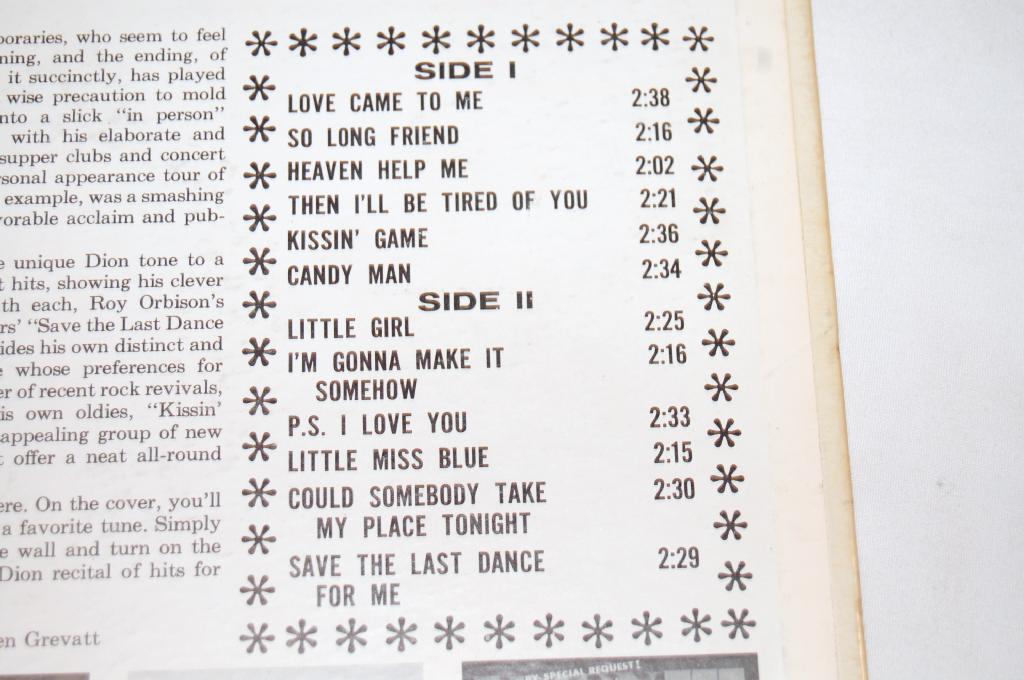 poraries, who seem to feel
ning, and the ending, of
it succinctly, has played
wise precaution to mold
nto a slick “in person”
with his elaborate and
supper clubs and concert
rsonal appearance tour of
example, was a smashing
vorable acclaim and pub-
e unique Dion tone to a
t hits, showing his clever
th each, Roy Orbison's
rs' “Save the Last Dance
ides his own distinct and
e whose preferences for
er of recent rock revivals,
is own oldies, “Kissin'
appealing group of new
t offer a neat all-round
ere. On the cover, you'll
a favorite tune. Simply
e wall and turn on the
Dion recital of hits for
en Grevatt
SIDE I
LOVE CAME TO ME 2:38
SO LONG FRIEND 2:16
HEAVEN HELP ME 2:02
THEN I'LL BE TIRED OF YOU 2:21
KISSIN' GAME 2:36
CANDY MAN 2:34
SIDE II
LITTLE GIRL 2:25
I'M GONNA MAKE IT 2:16
SOMEHOW
P.S. I LOVE YOU 2:33
LITTLE MISS BLUE 2:15
COULD SOMEBODY TAKE 2:30
MY PLACE TONIGHT
SAVE THE LAST DANCE 2:29
FOR ME
BY SPECIAL REQUEST!